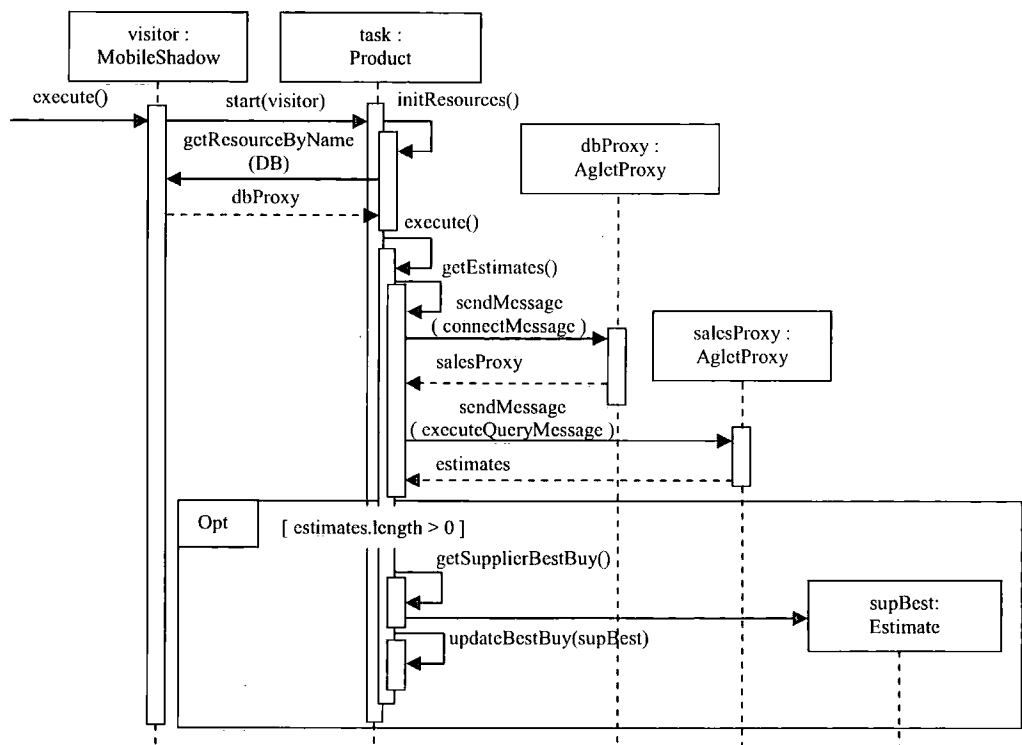 visitor :
MobileShadow
task :
Product
execute()
start(visitor)
initResources()
getResourceByName
(DB)
dbProxy :
AgletProxy
dbProxy
execute()
getEstimates()
sendMessage
( connectMessage )
salesProxy :
AgletProxy
salesProxy
sendMessage
( executeQueryMessage )
estimates
Opt
[ estimates.length > 0 ]
getSupplierBestBuy()
supBest:
Estimate
updateBestBuy(supBest)